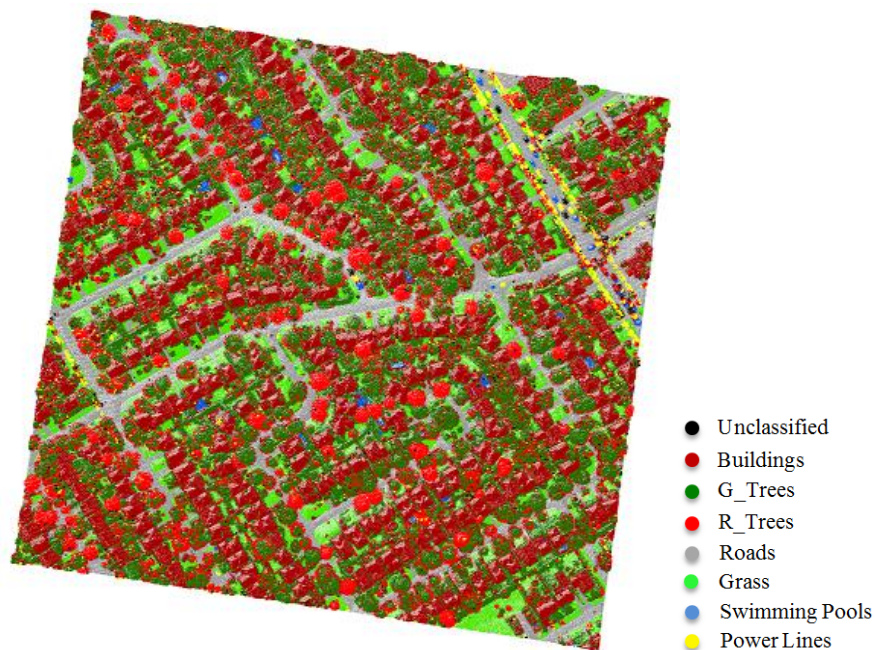 Unclassified
Buildings
G_Trees
R_Trees
Roads
Grass
Swimming Pools
Power Lines